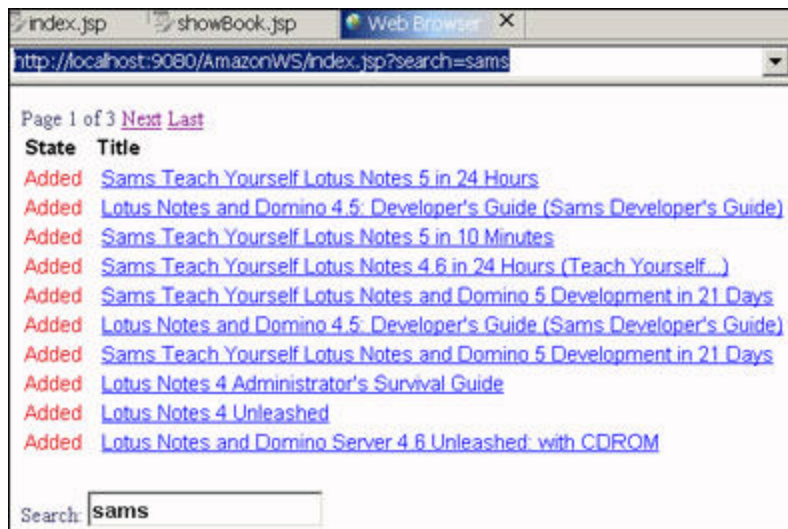 index.jsp showBook.jsp Web Browser
http://localhost:9080/AmazonWS/index.jsp?search=sams
Page 1 of 3 Next Last
State Title
Added Sams Teach Yourself Lotus Notes 5 in 24 Hours
Added Lotus Notes and Domino 4.5: Developer's Guide (Sams Developer's Guide)
Added Sams Teach Yourself Lotus Notes 5 in 10 Minutes
Added Sams Teach Yourself Lotus Notes 4.6 in 24 Hours (Teach Yourself...)
Added Sams Teach Yourself Lotus Notes and Domino 5 Development in 21 Days
Added Lotus Notes and Domino 4.5: Developer's Guide (Sams Developer's Guide)
Added Sams Teach Yourself Lotus Notes and Domino 5 Development in 21 Days
Added Lotus Notes 4 Administrator's Survival Guide
Added Lotus Notes 4 Unleashed
Added Lotus Notes and Domino Server 4.6 Unleashed: with CDROM
Search: sams